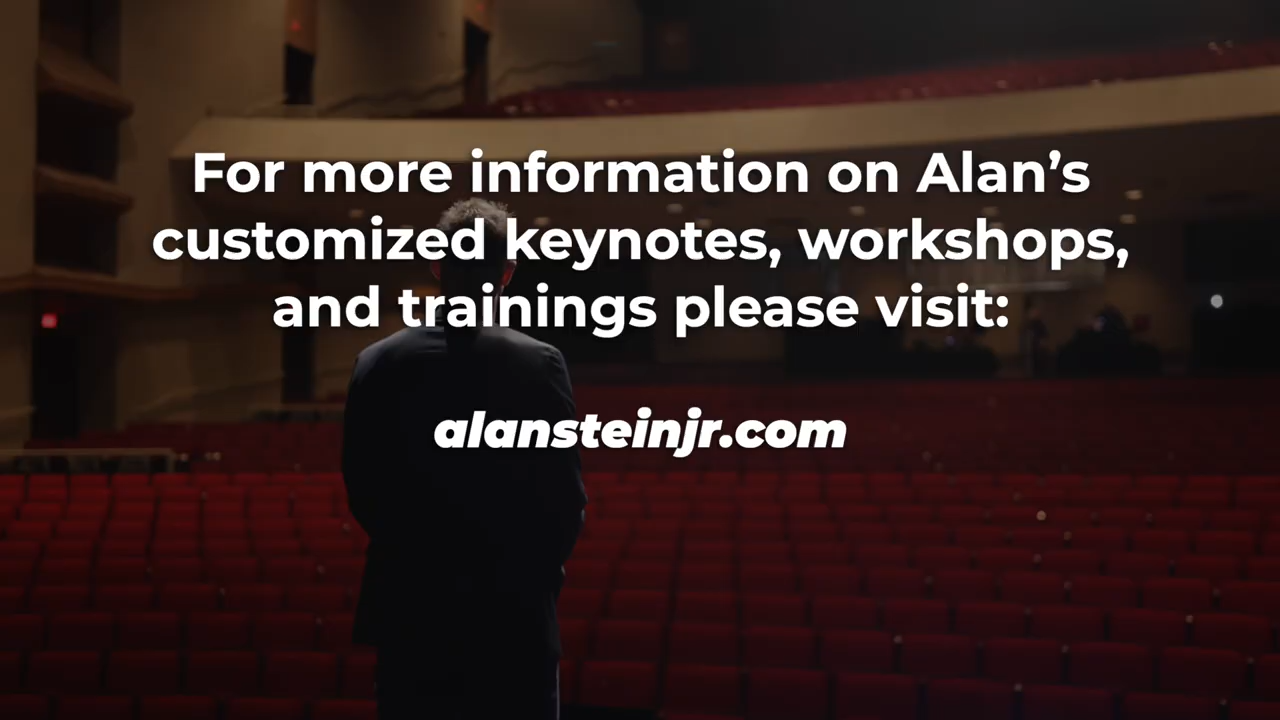 For more information on Alan’s
customized keynotes, workshops,
and trainings please visit:
alansteinjr.com